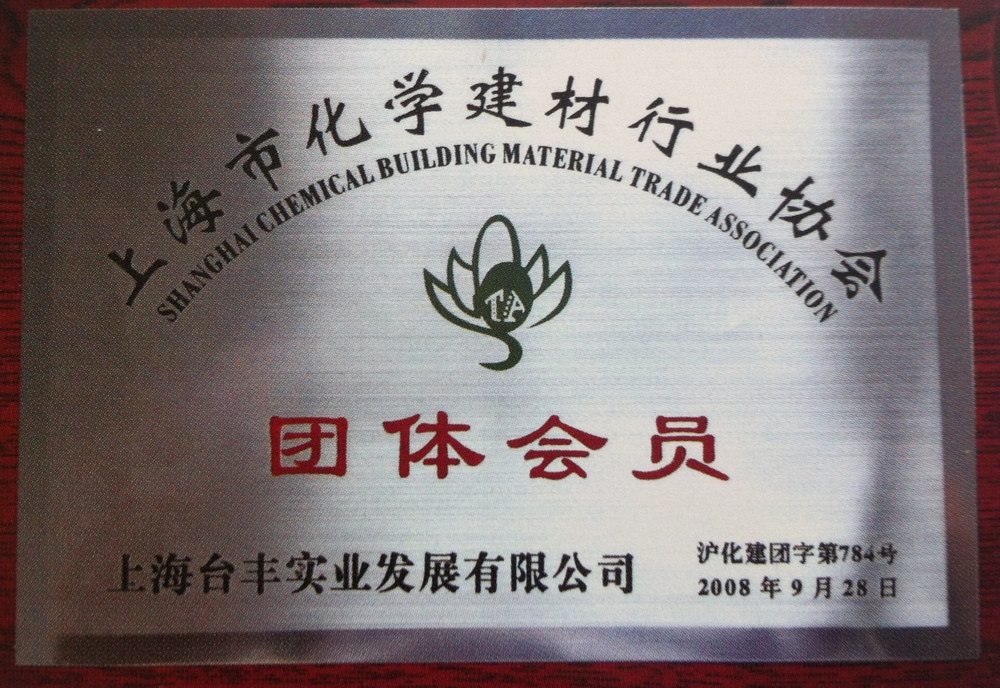 上海市化学建材行业协会
SHANGHAI CHEMICAL BUILDING MATERIAL TRADE ASSOCIATION
团体会员
上海台丰实业发展有限公司
沪化建团字第784号
2008年9月28日